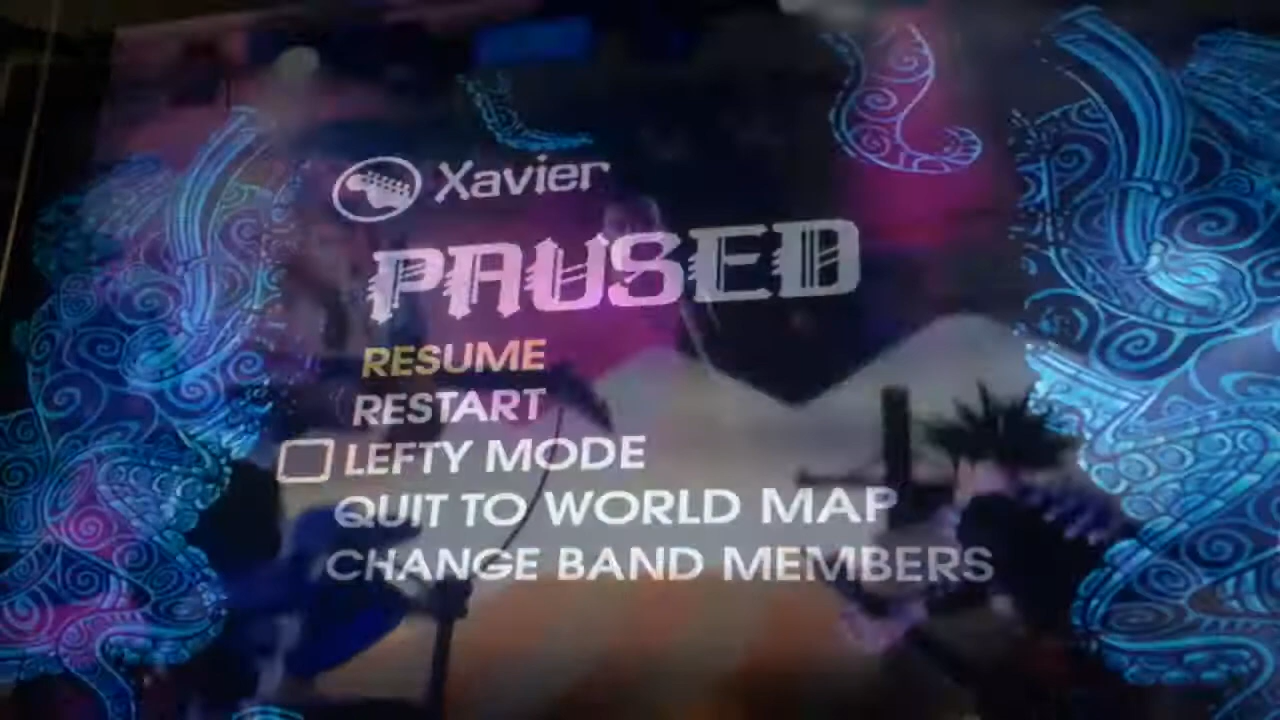 Xavier
PAUSED
RESUME
RESTART
LEFTY MODE
QUIT TO WORLD MAP
CHANGE BAND MEMBERS